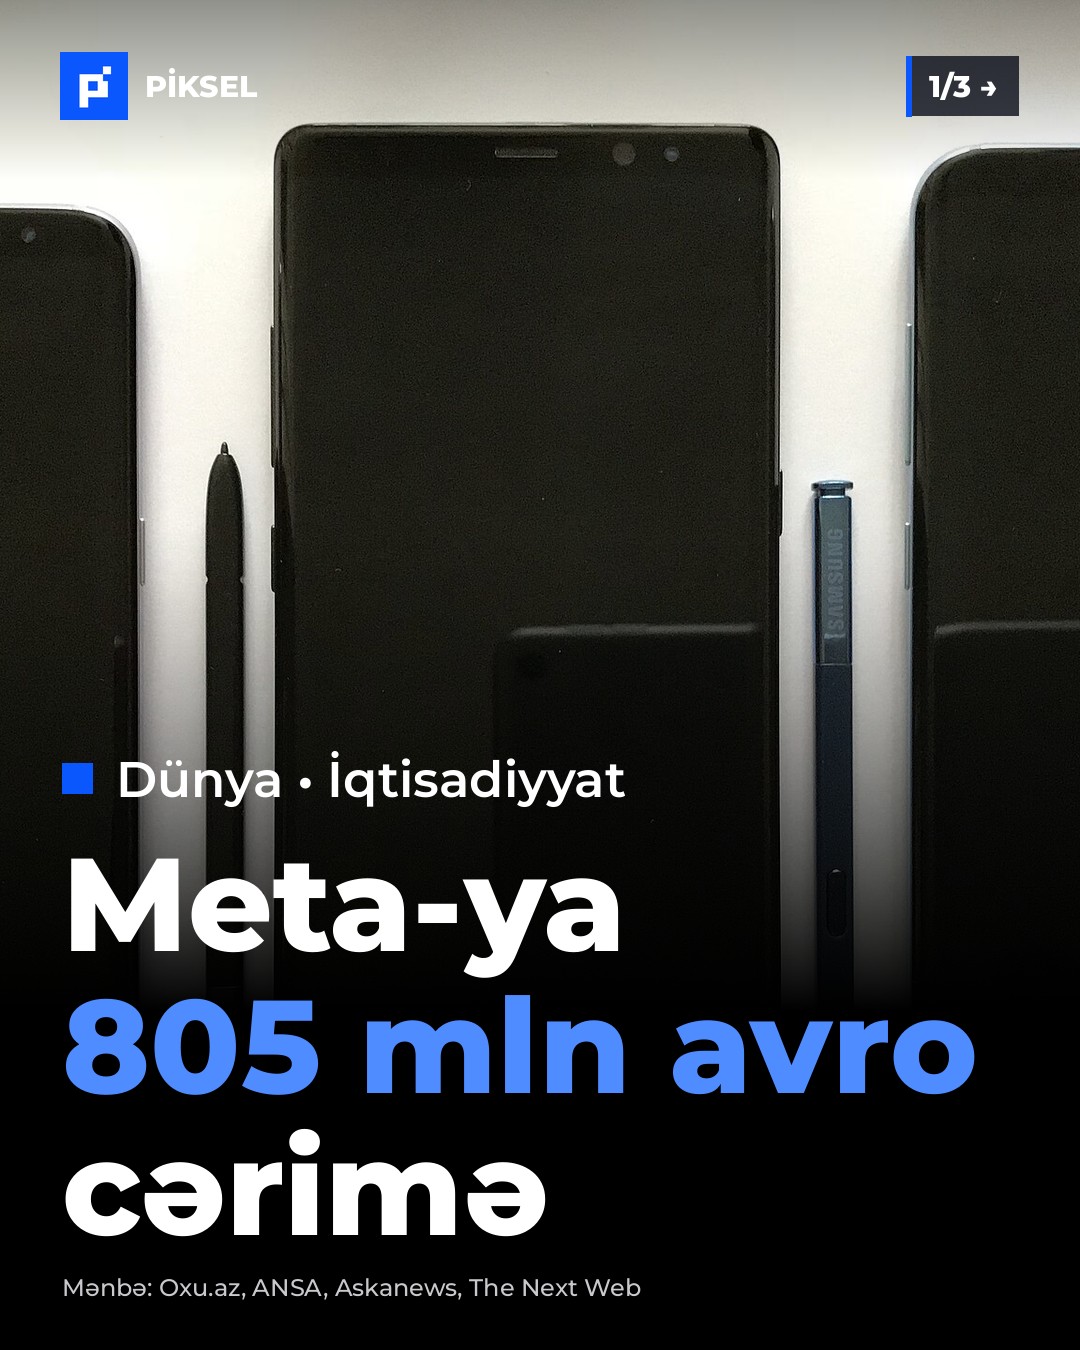 PİKSEL
1/3 →
SAMSUNG
Dünya • İqtisadiyyat
Meta-ya
805 mln avro
cərimə
Mənbə: Oxu.az, ANSA, Askanews, The Next Web